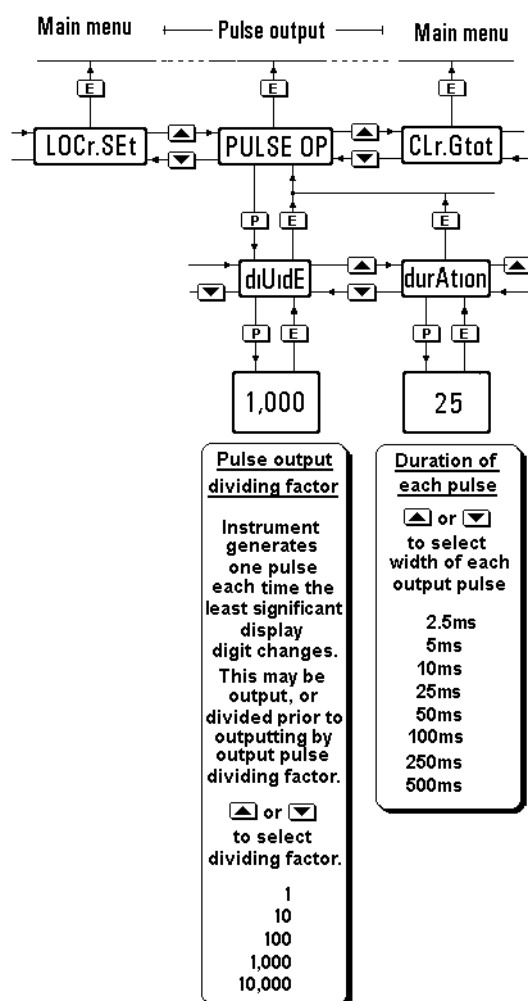 Main menu
Pulse output
Main menu
E
E
E
LOCr.SEt
PULSE OP
CLr.Gtot
P
E
E
dıUıdE
durAtıon
P
E
P
E
1,000
25
Pulse output
dividing factor
Instrument
generates
one pulse
each time the
least significant
display
digit changes.
This may be
output, or
divided prior to
outputting by
output pulse
dividing factor.
or
to select
dividing factor.
1
10
100
1,000
10,000
Duration of
each pulse
or
to select
width of each
output pulse
2.5ms
5ms
10ms
25ms
50ms
100ms
250ms
500ms